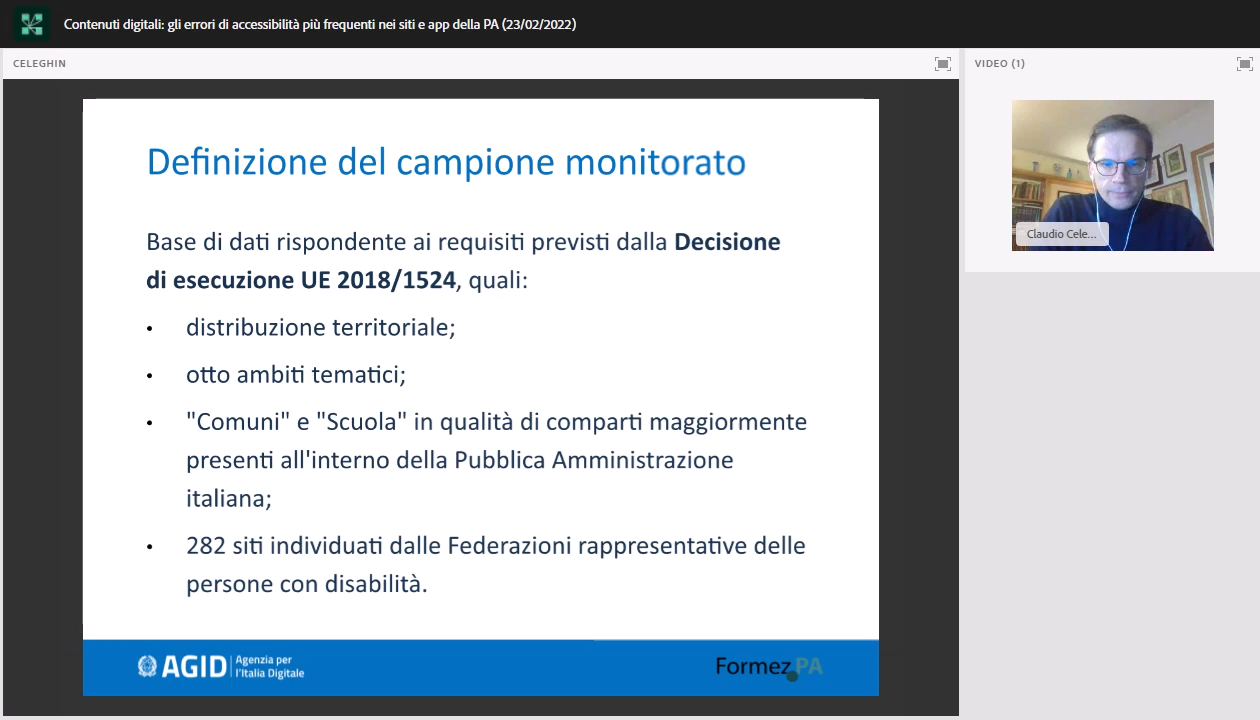 Contenuti digitali: gli errori di accessibilità più frequenti nei siti e app della PA (23/02/2022)
CELEGHIN
VIDEO (1)
Definizione del campione monitorato
Base di dati rispondente ai requisiti previsti dalla Decisione
di esecuzione UE 2018/1524, quali:
• distribuzione territoriale;
• otto ambiti tematici;
• "Comuni" e "Scuola" in qualità di comparti maggiormente
presenti all'interno della Pubblica Amministrazione
italiana;
• 282 siti individuati dalle Federazioni rappresentative delle
persone con disabilità.
Claudio Cele...
AGID
Agenzia per
l'Italia Digitale
Formez PA